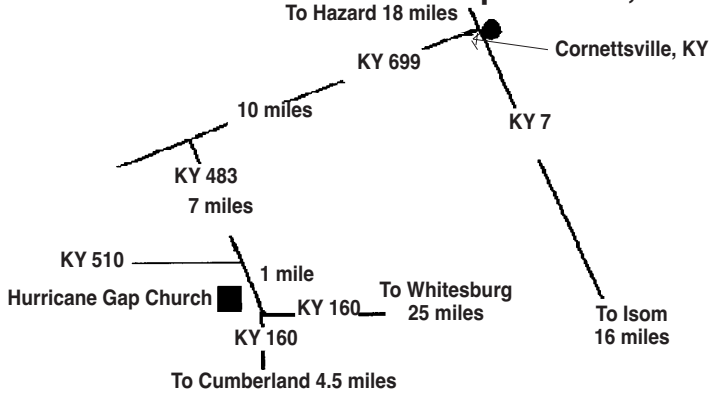 To Hazard 18 miles
Cornettsville, KY
KY 699
10 miles
KY 7
KY 483
7 miles
KY 510
1 mile
Hurricane Gap Church
KY 160
To Whitesburg
25 miles
To Isom
16 miles
KY 160
To Cumberland 4.5 miles